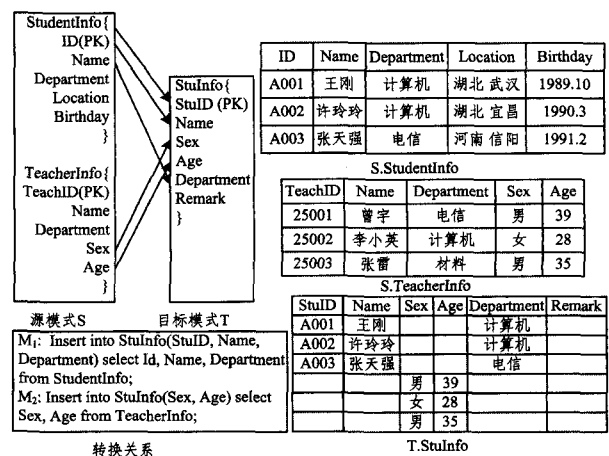 StudentInfo{
ID(PK)
Name
Department
Location
Birthday
}
TeacherInfo{
TeachID(PK)
Name
Department
Sex
Age
}
源模式S
StuInfo{
StuID (PK)
Name
Sex
Age
Department
Remark
}
目标模式T
M1: Insert into StuInfo(StuID, Name,
Department) select Id, Name, Department
from StudentInfo;
M2: Insert into StuInfo(Sex, Age) select
Sex, Age from TeacherInfo;
转换关系
ID Name Department Location Birthday
A001 王刚 计算机 湖北 武汉 1989.10
A002 许玲玲 计算机 湖北 宜昌 1990.3
A003 张天强 电信 河南 信阳 1991.2
S.StudentInfo
TeachID Name Department Sex Age
25001 曾宇 电信 男 39
25002 李小英 计算机 女 28
25003 张雷 材料 男 35
S.TeacherInfo
StuID Name Sex Age Department Remark
A001 王刚 计算机
A002 许玲玲 计算机
A003 张天强 电信
男 39
女 28
男 35
T.StuInfo